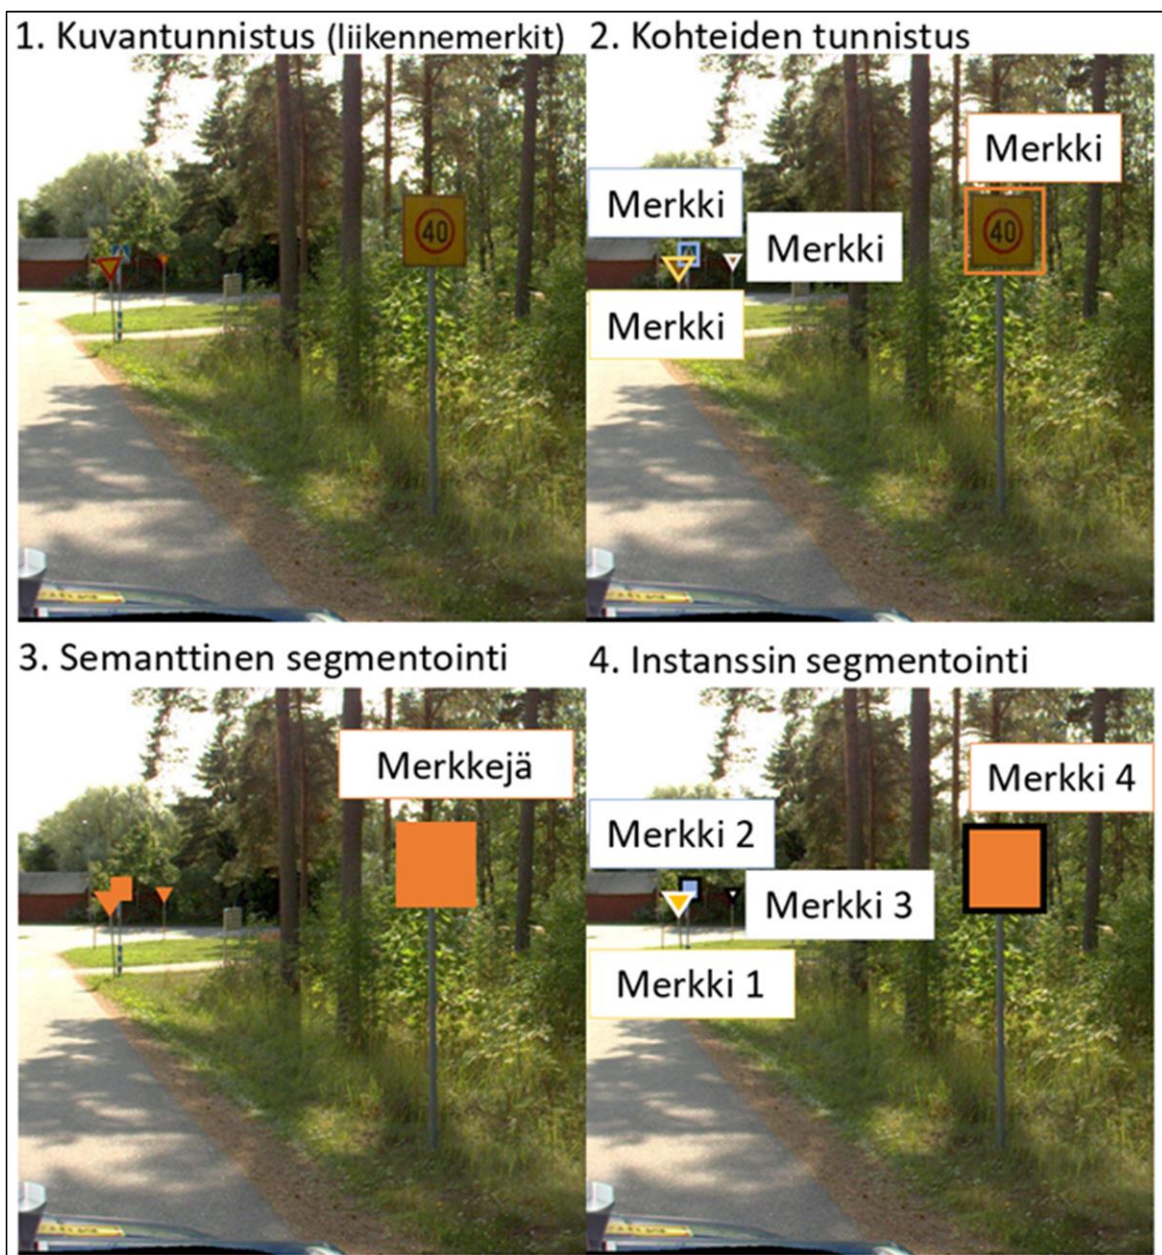 1. Kuvantunnistus (liikennemerkit)
2. Kohteiden tunnistus
40
Merkki
Merkki
Merkki
40
Merkki
3. Semanttinen segmentointi
4. Instanssin segmentointi
Merkkejä
Merkki 4
Merkki 2
Merkki 3
Merkki 1